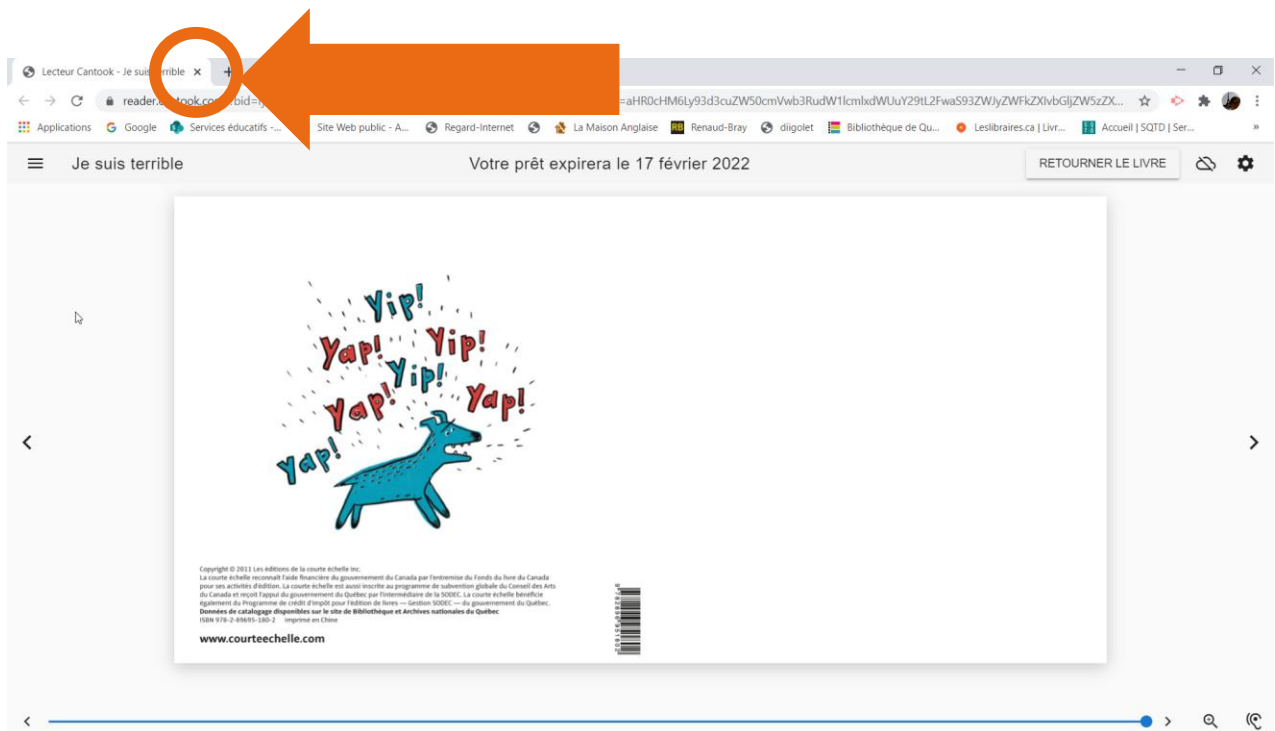 Lecteur Cantook - Je suis terrible
Applications Google Services éducatifs -... Site Web public - A... Regard-Internet La Maison Anglaise RB Renaud-Bray diigolet Bibliothèque de Qu... Leslibraires.ca | Livr... Accueil | SQTD | Ser... »
Je suis terrible Votre prêt expirera le 17 février 2022 RETOURNER LE LIVRE
Yip!
Yap! Yip!
Yip!
Yap! Yap!
Yap!
Copyright © 2011 Les éditions de la courte échelle inc.
La courte échelle reconnaît l'aide financière du gouvernement du Canada par l'entremise du Fonds du livre du Canada
pour ses activités d'édition. La courte échelle est aussi inscrite au programme de subvention globale du Conseil des Arts
du Canada et reçoit l'appui du gouvernement du Québec par l'intermédiaire de la SODEC. La courte échelle bénéficie
également du Programme de crédit d'impôt pour l'édition de livres — Gestion SODEC — du gouvernement du Québec.
Données de catalogage disponibles sur le site de Bibliothèque et Archives nationales du Québec
ISBN 978-2-89695-180-2 imprimé en Chine
www.courteechelle.com
9782896951802